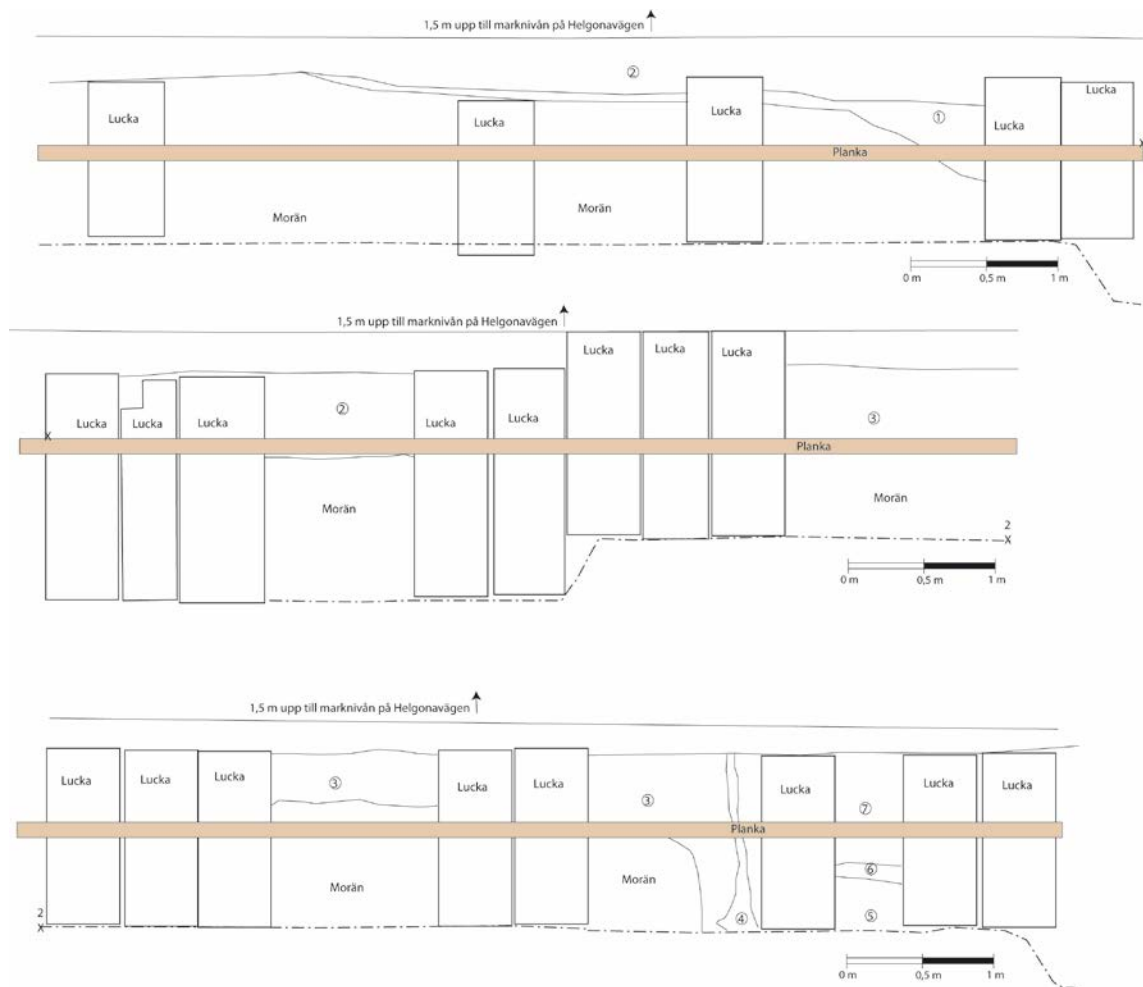 1,5 m upp till marknivån på Helgonavägen
②
Lucka
Lucka
Lucka
Lucka
Lucka
①
X
Planka
Morän
Morän
0 m
0,5 m
1 m
1,5 m upp till marknivån på Helgonavägen
Lucka
Lucka
Lucka
②
Lucka
Lucka
Lucka
Lucka
Lucka
③
X
Planka
Morän
Morän
2
X
0 m
0,5 m
1 m
1,5 m upp till marknivån på Helgonavägen
Lucka
Lucka
Lucka
③
Lucka
Lucka
③
Lucka
⑦
Lucka
Lucka
Planka
⑥
Morän
Morän
2
X
④
⑤
0 m
0,5 m
1 m